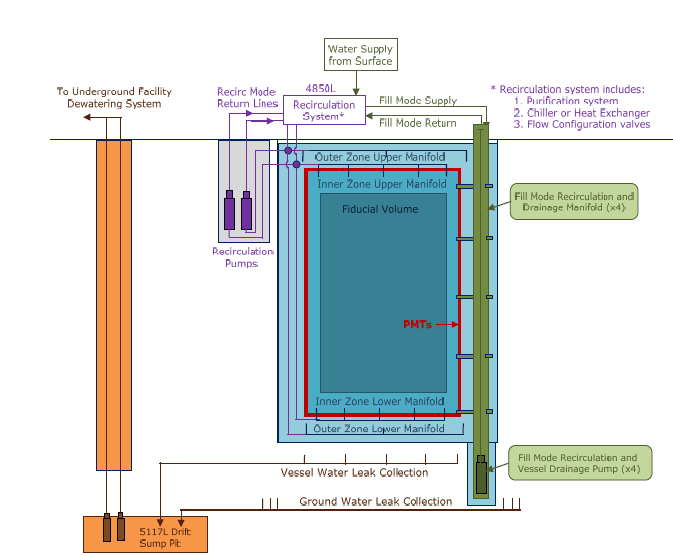 Water Supply
from Surface
To Underground Facility
Dewatering System
Recirc Mode
Return Lines
4850L
Recirculation
System*
Fill Mode Supply
Fill Mode Return
* Recirculation system includes:
1. Purification system
2. Chiller or Heat Exchanger
3. Flow Configuration valves
Outer Zone Upper Manifold
Inner Zone Upper Manifold
Fiducial Volume
Fill Mode Recirculation and
Drainage Manifold (x4)
Recirculation
Pumps
PMTs
Inner Zone Lower Manifold
Outer Zone Lower Manifold
Fill Mode Recirculation and
Vessel Drainage Pump (x4)
Vessel Water Leak Collection
Ground Water Leak Collection
5117L Drift
Sump Pit